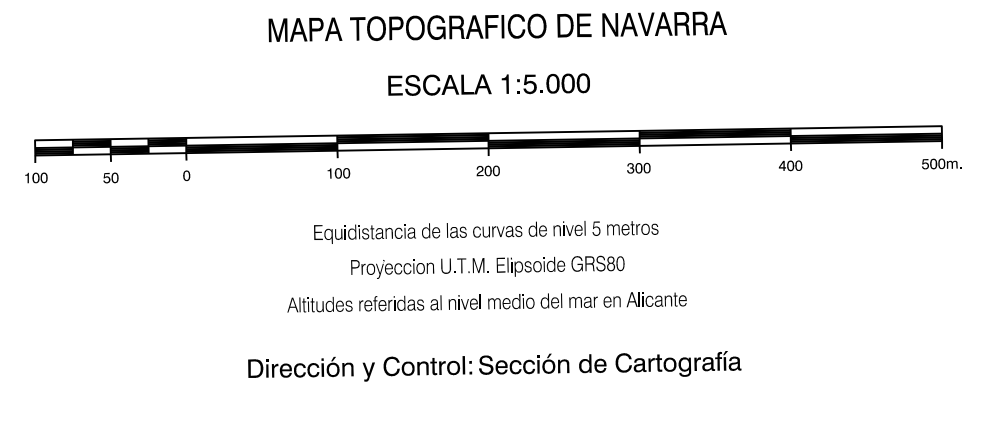 MAPA TOPOGRAFICO DE NAVARRA
ESCALA 1:5.000
100 50 0 100 200 300 400 500m.
Equidistancia de las curvas de nivel 5 metros
Proyeccion U.T.M. Elipsoide GRS80
Altitudes referidas al nivel medio del mar en Alicante
Dirección y Control: Sección de Cartografía